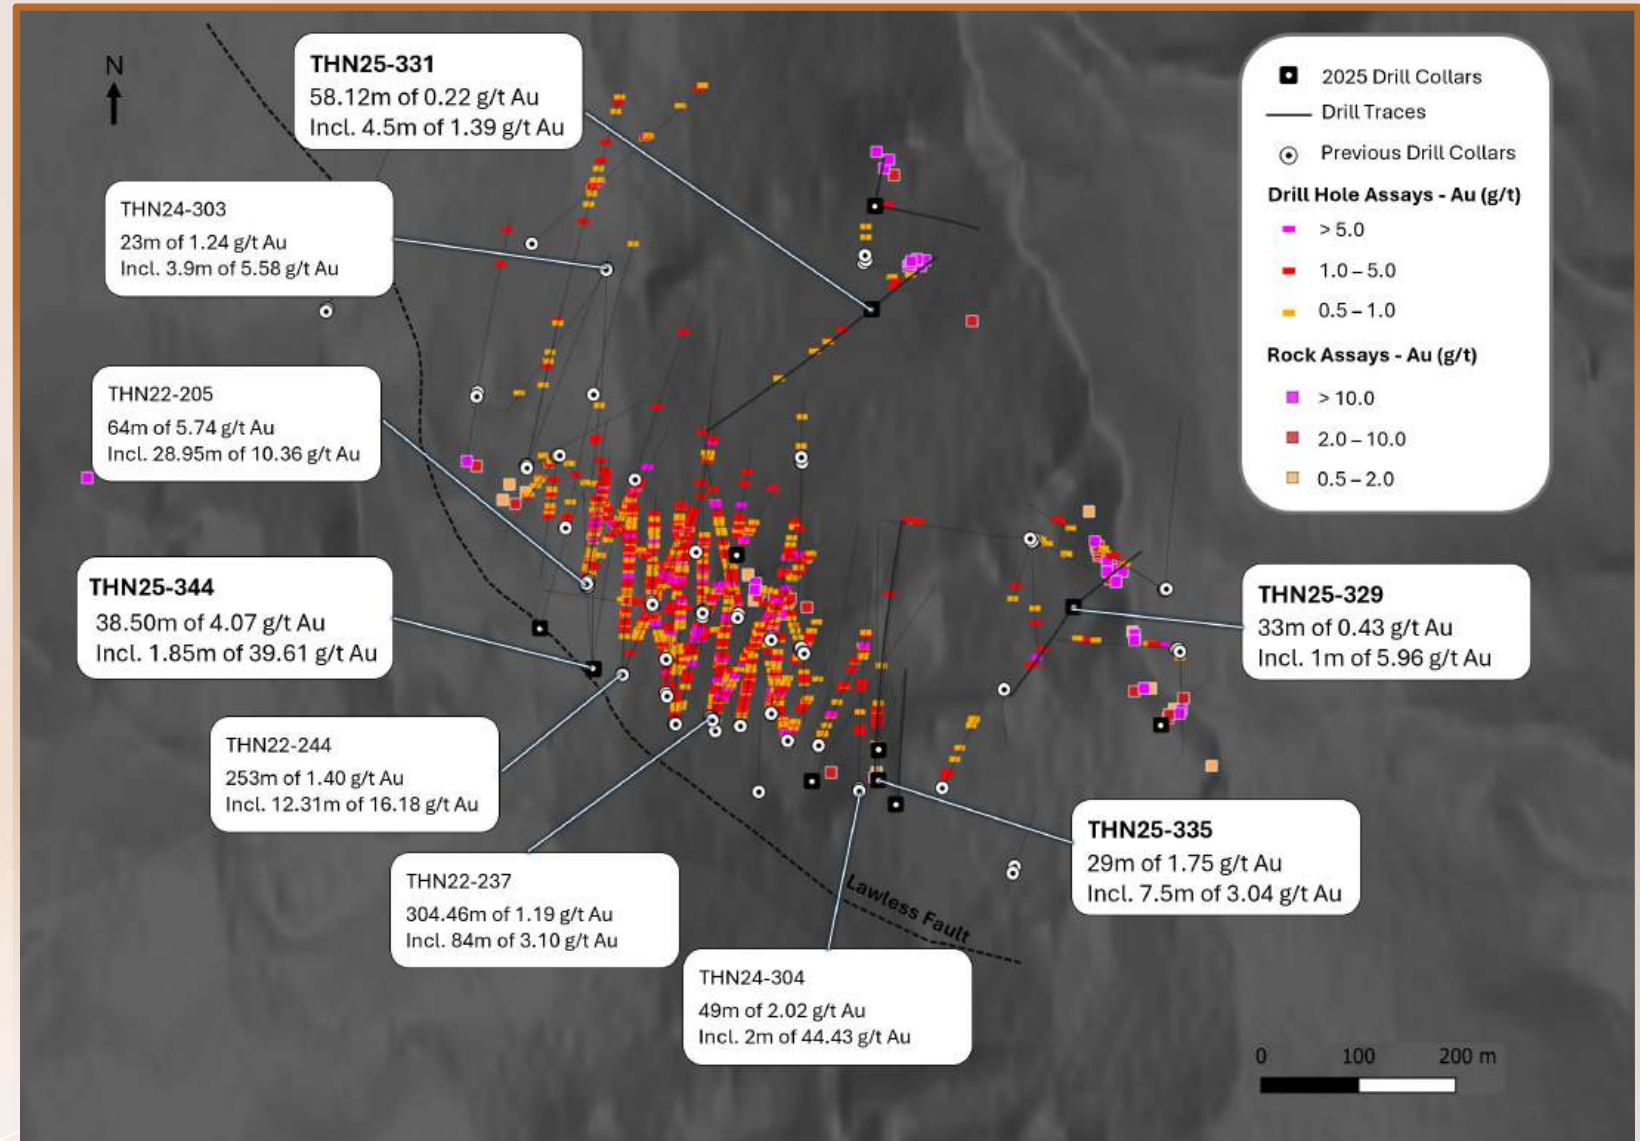 N
THN25-331
58.12m of 0.22 g/t Au
Incl. 4.5m of 1.39 g/t Au
THN24-303
23m of 1.24 g/t Au
Incl. 3.9m of 5.58 g/t Au
THN22-205
64m of 5.74 g/t Au
Incl. 28.95m of 10.36 g/t Au
THN25-344
38.50m of 4.07 g/t Au
Incl. 1.85m of 39.61 g/t Au
THN22-244
253m of 1.40 g/t Au
Incl. 12.31m of 16.18 g/t Au
THN22-237
304.46m of 1.19 g/t Au
Incl. 84m of 3.10 g/t Au
THN24-304
49m of 2.02 g/t Au
Incl. 2m of 44.43 g/t Au
Lawless Fault
THN25-335
29m of 1.75 g/t Au
Incl. 7.5m of 3.04 g/t Au
THN25-329
33m of 0.43 g/t Au
Incl. 1m of 5.96 g/t Au
2025 Drill Collars
Drill Traces
Previous Drill Collars
Drill Hole Assays - Au (g/t)
> 5.0
1.0 – 5.0
0.5 – 1.0
Rock Assays - Au (g/t)
> 10.0
2.0 – 10.0
0.5 – 2.0
0 100 200 m